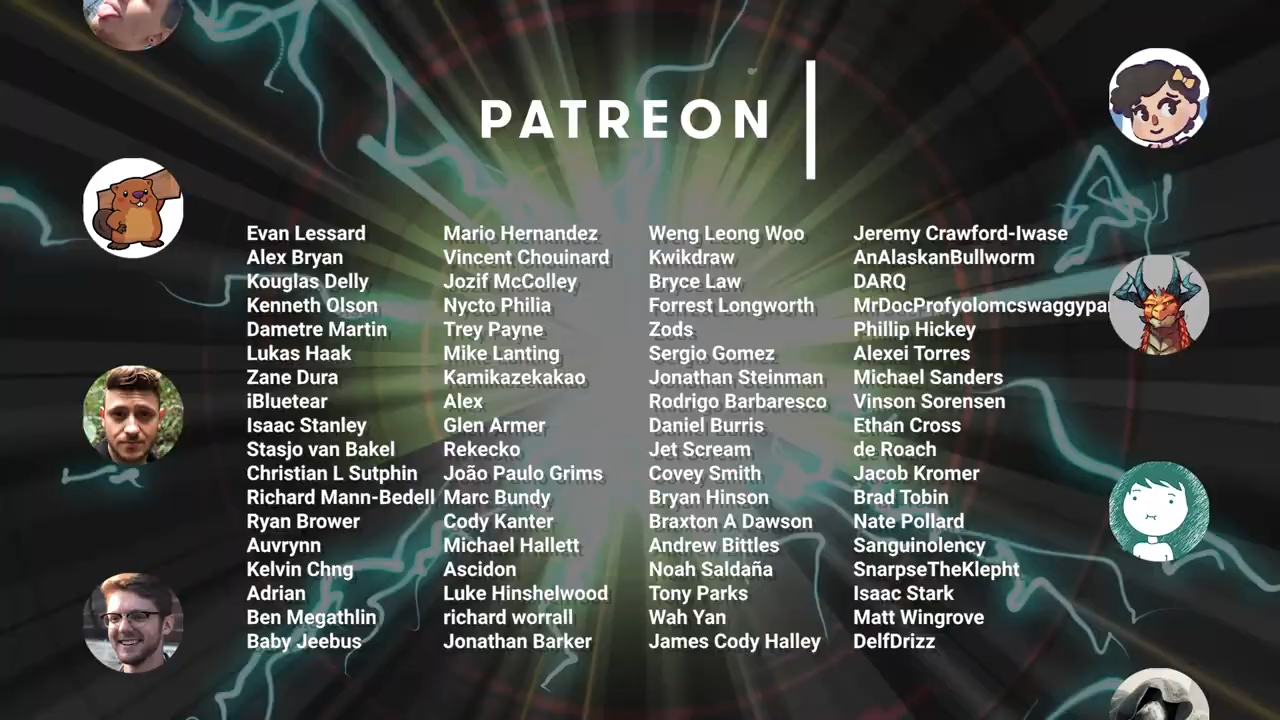 PATREON
Evan Lessard
Alex Bryan
Kouglas Delly
Kenneth Olson
Dametre Martin
Lukas Haak
Zane Dura
iBluetear
Isaac Stanley
Stasjo van Bakel
Christian L Sutphin
Richard Mann-Bedell
Ryan Brower
Auvrynn
Kelvin Chng
Adrian
Ben Megathlin
Baby Jeebus
Mario Hernandez
Vincent Chouinard
Jozif McColley
Nycto Philia
Trey Payne
Mike Lanting
Kamikazekakao
Alex
Glen Armer
Rekecko
João Paulo Grims
Marc Bundy
Cody Kanter
Michael Hallett
Ascidon
Luke Hinshelwood
richard worrall
Jonathan Barker
Weng Leong Woo
Kwikdraw
Bryce Law
Forrest Longworth
Zods
Sergio Gomez
Jonathan Steinman
Rodrigo Barbaresco
Daniel Burris
Jet Scream
Covey Smith
Bryan Hinson
Braxton A Dawson
Andrew Bittles
Noah Saldaña
Tony Parks
Wah Yan
James Cody Halley
Jeremy Crawford-Iwase
AnAlaskanBullworm
DARQ
MrDocProfyolomcswaggypa
Phillip Hickey
Alexei Torres
Michael Sanders
Vinson Sorensen
Ethan Cross
de Roach
Jacob Kromer
Brad Tobin
Nate Pollard
Sanguinolency
SnarpseTheKlepht
Isaac Stark
Matt Wingrove
DelfDrizz